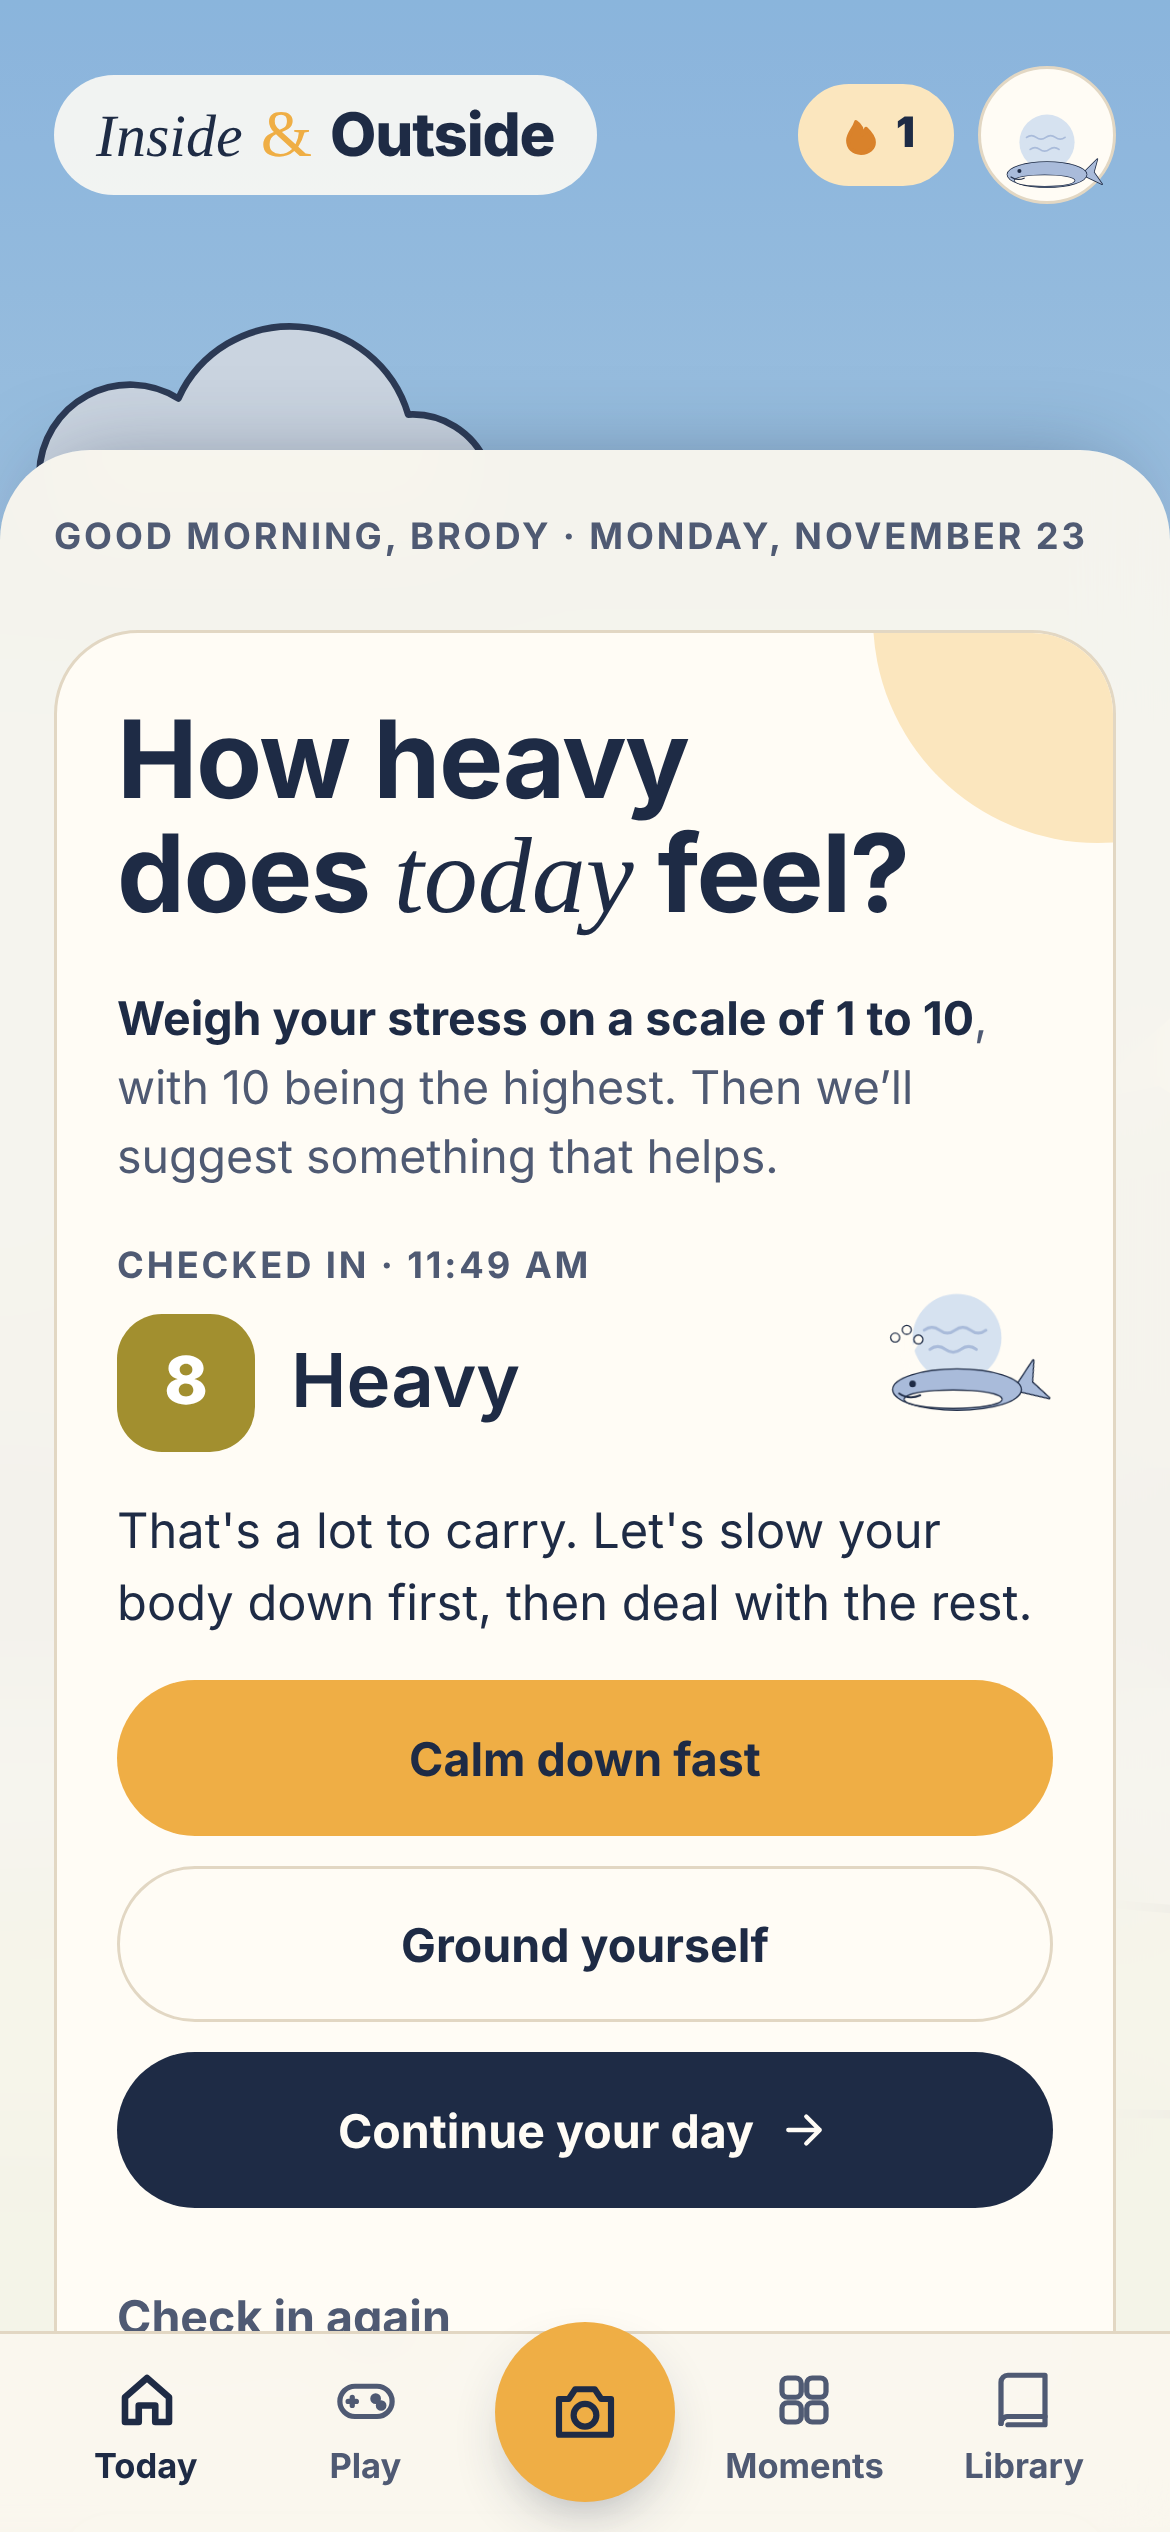 Inside & Outside
1
GOOD MORNING, BRODY · MONDAY, NOVEMBER 23
How heavy
does today feel?
Weigh your stress on a scale of 1 to 10,
with 10 being the highest. Then we’ll
suggest something that helps.
CHECKED IN · 11:49 AM
8 Heavy
That's a lot to carry. Let's slow your
body down first, then deal with the rest.
Calm down fast
Ground yourself
Continue your day →
Check in again
Today
Play
Moments
Library